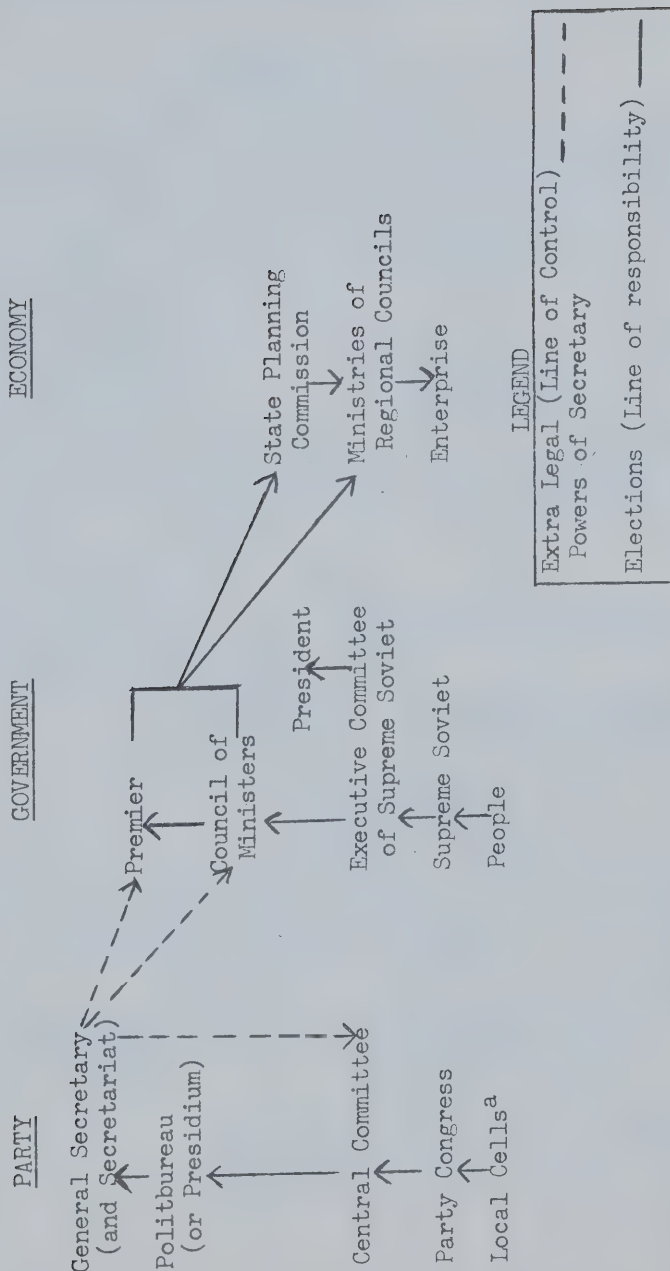 PARTY
General Secretary
(and Secretariat)
Politbureau
(or Presidium)
Central Committee
Party Congress
Local Cellsa
GOVERNMENT
Premier
Council of
Ministers
President
Executive Committee
of Supreme Soviet
Supreme Soviet
People
ECONOMY
State Planning
Commission
Ministries of
Regional Councils
Enterprise
LEGEND
Extra Legal (Line of Control)
Powers of Secretary
Elections (Line of responsibility)